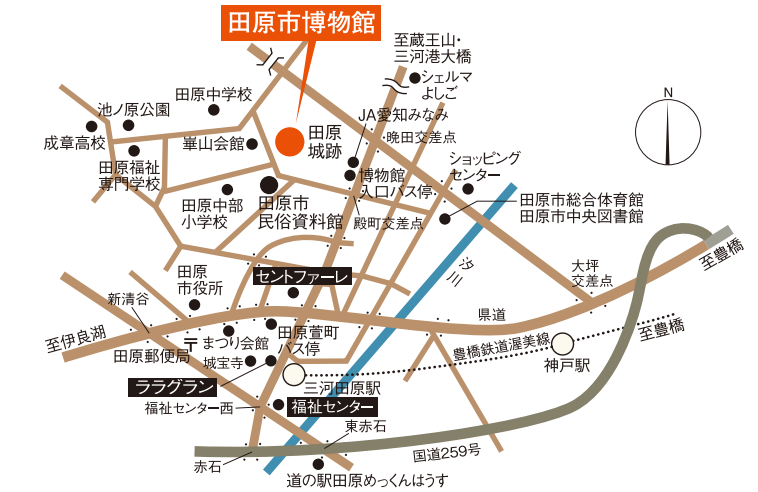 田原市博物館
至蔵王山・
三河港大橋
シェルマ
よしご
N
田原中学校
池ノ原公園
成章高校
崋山会館
田原
城跡
JA愛知みなみ
晩田交差点
田原福祉
専門学校
博物館
入口バス停
ショッピング
センター
田原中部
小学校
田原市
民俗資料館
殿町交差点
田原市総合体育館
田原市中央図書館
至豊橋
汐川
大坪
交差点
田原
市役所
セントファーレ
新清谷
県道
至伊良湖
田原郵便局
〒
まつり会館
田原萱町
バス停
城宝寺
豊橋鉄道渥美線
至豊橋
神戸駅
ララグラン
三河田原駅
福祉センター西
福祉センター
東赤石
赤石
国道259号
道の駅田原めっくんはうす